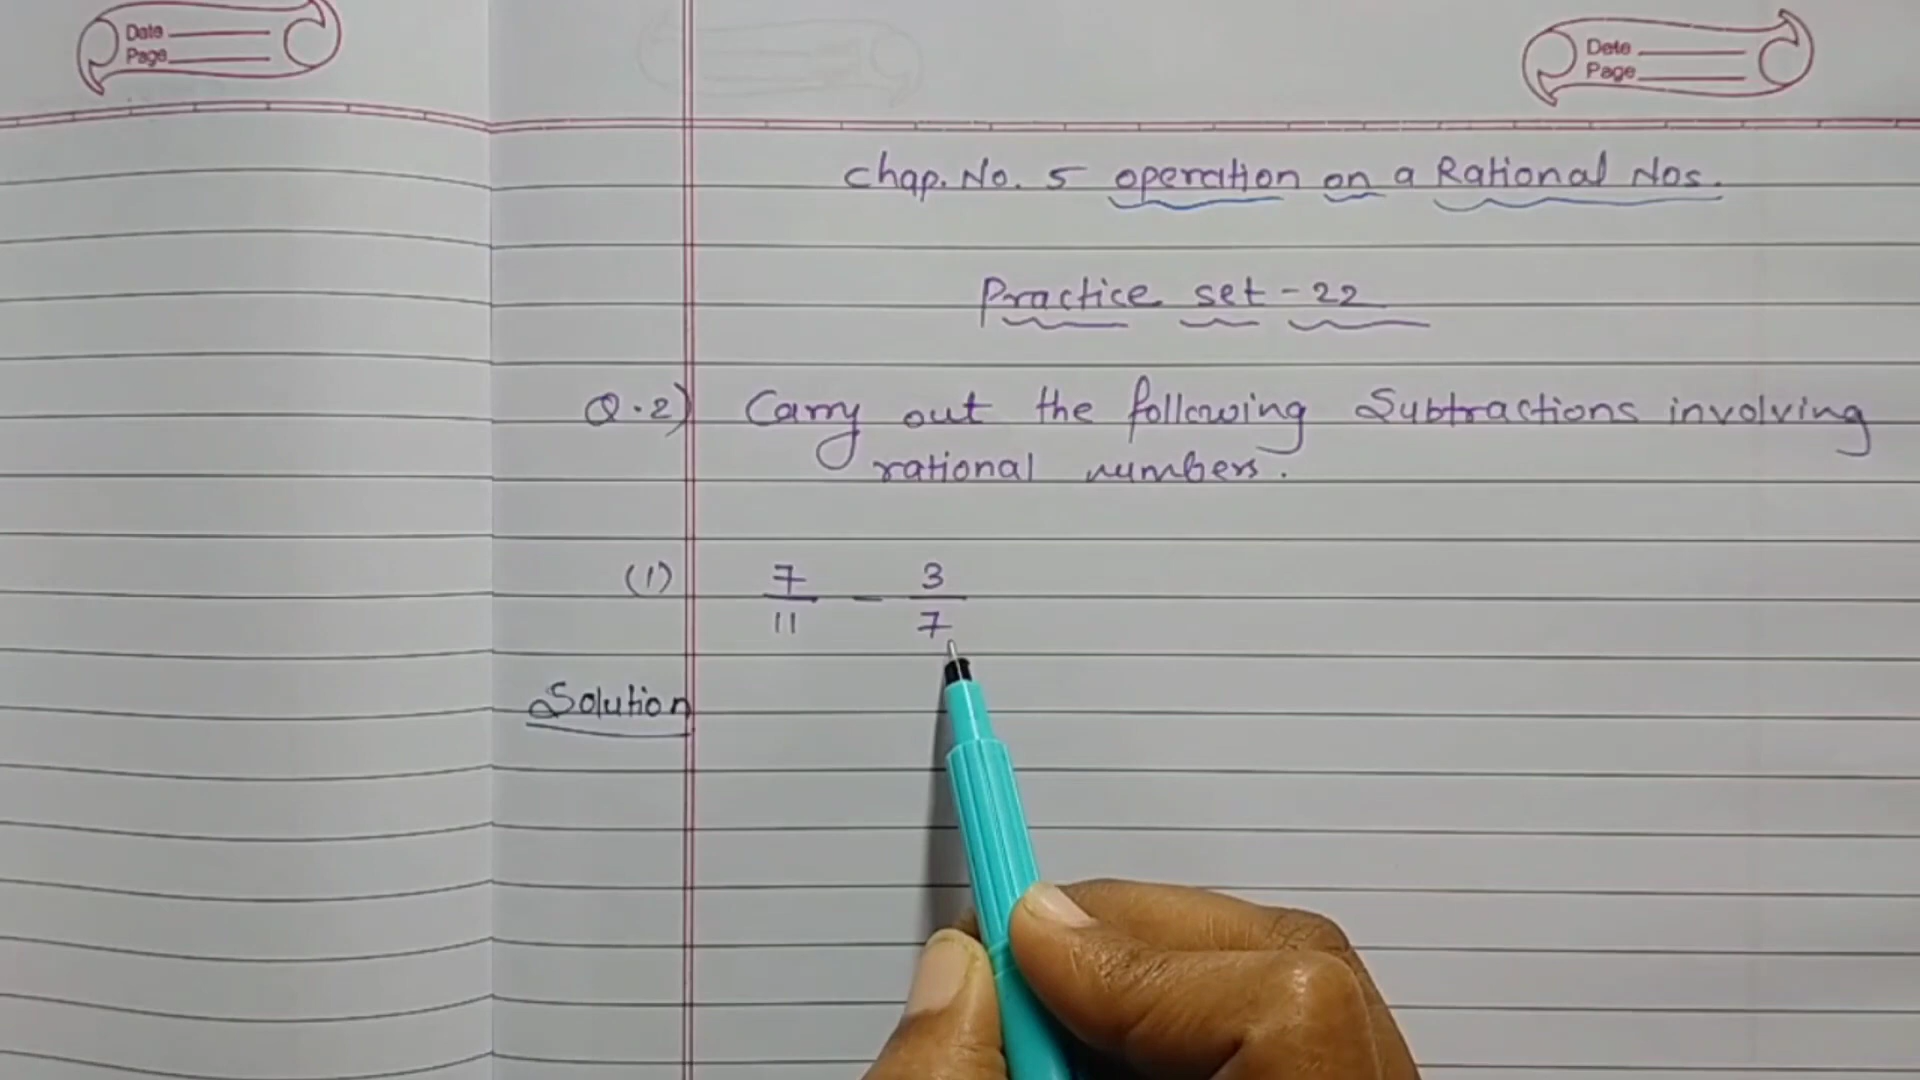 Date
Page
Date
Page
Chap. No. 5 operation on a Rational Nos.
Practice set - 22
Q.2) Carry out the following Subtractions involving
rational numbers.
(1) 7/11 - 3/7
Solution